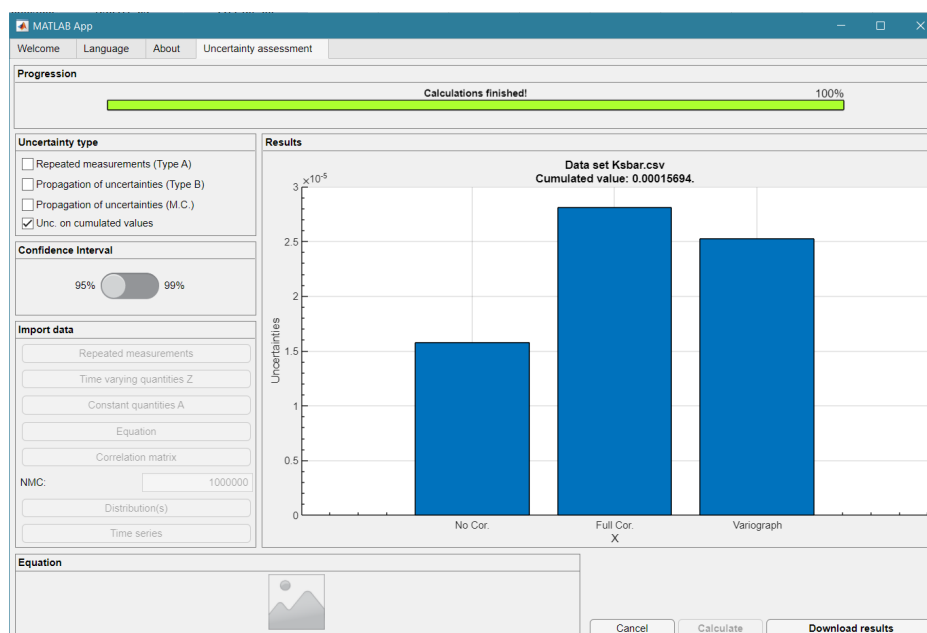 MATLAB App
Welcome Language About Uncertainty assessment
Progression
Calculations finished! 100%
Uncertainty type
Repeated measurements (Type A)
Propagation of uncertainties (Type B)
Propagation of uncertainties (M.C.)
Unc. on cumulated values
Confidence Interval
95% 99%
Import data
Repeated measurements
Time varying quantities Z
Constant quantities A
Equation
Correlation matrix
NMC: 1000000
Distribution(s)
Time series
Results
Data set Ksbar.csv
Cumulated value: 0.00015694.
×10⁻⁵
3
2.5
2
1.5
1
0.5
0
Uncertainties
No Cor. Full Cor. Variograph
X
Equation
Cancel Calculate Download results